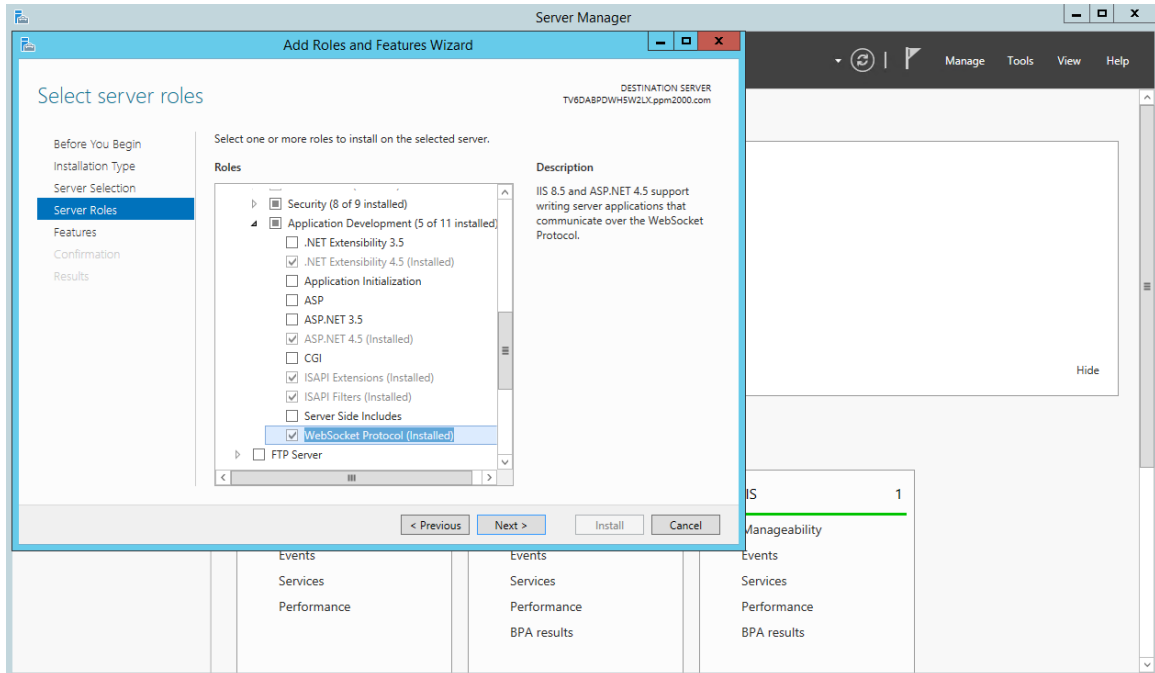 Server Manager
Add Roles and Features Wizard
Manage Tools View Help
Select server roles
DESTINATION SERVER
TV6DABPDWH5W2LX.ppm2000.com
Before You Begin
Installation Type
Server Selection
Server Roles
Features
Confirmation
Results
Select one or more roles to install on the selected server.
Roles
Security (8 of 9 installed)
Application Development (5 of 11 installed)
.NET Extensibility 3.5
.NET Extensibility 4.5 (Installed)
Application Initialization
ASP
ASP.NET 3.5
ASP.NET 4.5 (Installed)
CGI
ISAPI Extensions (Installed)
ISAPI Filters (Installed)
Server Side Includes
WebSocket Protocol (Installed)
FTP Server
Description
IIS 8.5 and ASP.NET 4.5 support
writing server applications that
communicate over the WebSocket
Protocol.
< Previous
Next >
Install
Cancel
Hide
Events
Services
Performance
Events
Services
Performance
BPA results
IIS 1
Manageability
Events
Services
Performance
BPA results